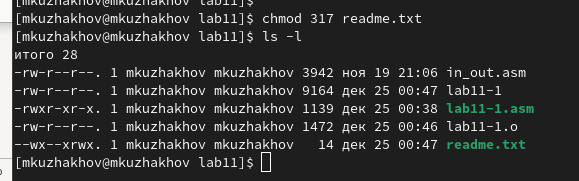 [mkuzhakhov@mkuzhakhov lab11]$
[mkuzhakhov@mkuzhakhov lab11]$ chmod 317 readme.txt
[mkuzhakhov@mkuzhakhov lab11]$ ls -l
итого 28
-rw-r--r--. 1 mkuzhakhov mkuzhakhov 3942 ноя 19 21:06 in_out.asm
-rw-r--r--. 1 mkuzhakhov mkuzhakhov 9164 дек 25 00:47 lab11-1
-rwxr-xr-x. 1 mkuzhakhov mkuzhakhov 1139 дек 25 00:38 lab11-1.asm
-rw-r--r--. 1 mkuzhakhov mkuzhakhov 1472 дек 25 00:46 lab11-1.o
--wx--xrwx. 1 mkuzhakhov mkuzhakhov   14 дек 25 00:47 readme.txt
[mkuzhakhov@mkuzhakhov lab11]$